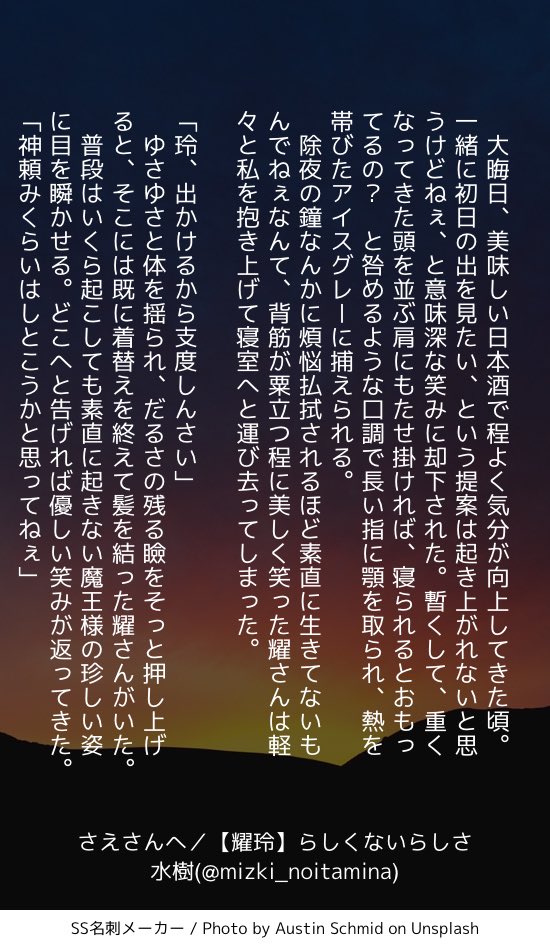 大晦日、美味しい日本酒で程よく気分が向上してきた頃。
一緒に初日の出を見たい、という提案は起き上がれないと思
うけどねぇ、と意味深な笑みに却下された。暫くして、重く
なってきた頭を並ぶ肩にもたせ掛ければ、寝られるとおもっ
てるの？　と咎めるような口調で長い指に顎を取られ、熱を
帯びたアイスグレーに捕えられる。
　除夜の鐘なんかに煩悩払拭されるほど素直に生きてないも
んでねぇなんて、背筋が粟立つ程に美しく笑った耀さんは軽
々と私を抱き上げて寝室へと運び去ってしまった。

「玲、出かけるから支度しんさい」
　ゆさゆさと体を揺られ、だるさの残る瞼をそっと押し上げ
ると、そこには既に着替えを終えて髪を結った耀さんがいた。
　普段はいくら起こしても素直に起きない魔王様の珍しい姿
に目を瞬かせる。どこへと告げれば優しい笑みが返ってきた。
「神頼みくらいはしとこうかと思ってねぇ」
さえさんへ／【耀玲】らしくないらしさ
水樹(@mizki_noitamina)
SS名刺メーカー / Photo by Austin Schmid on Unsplash